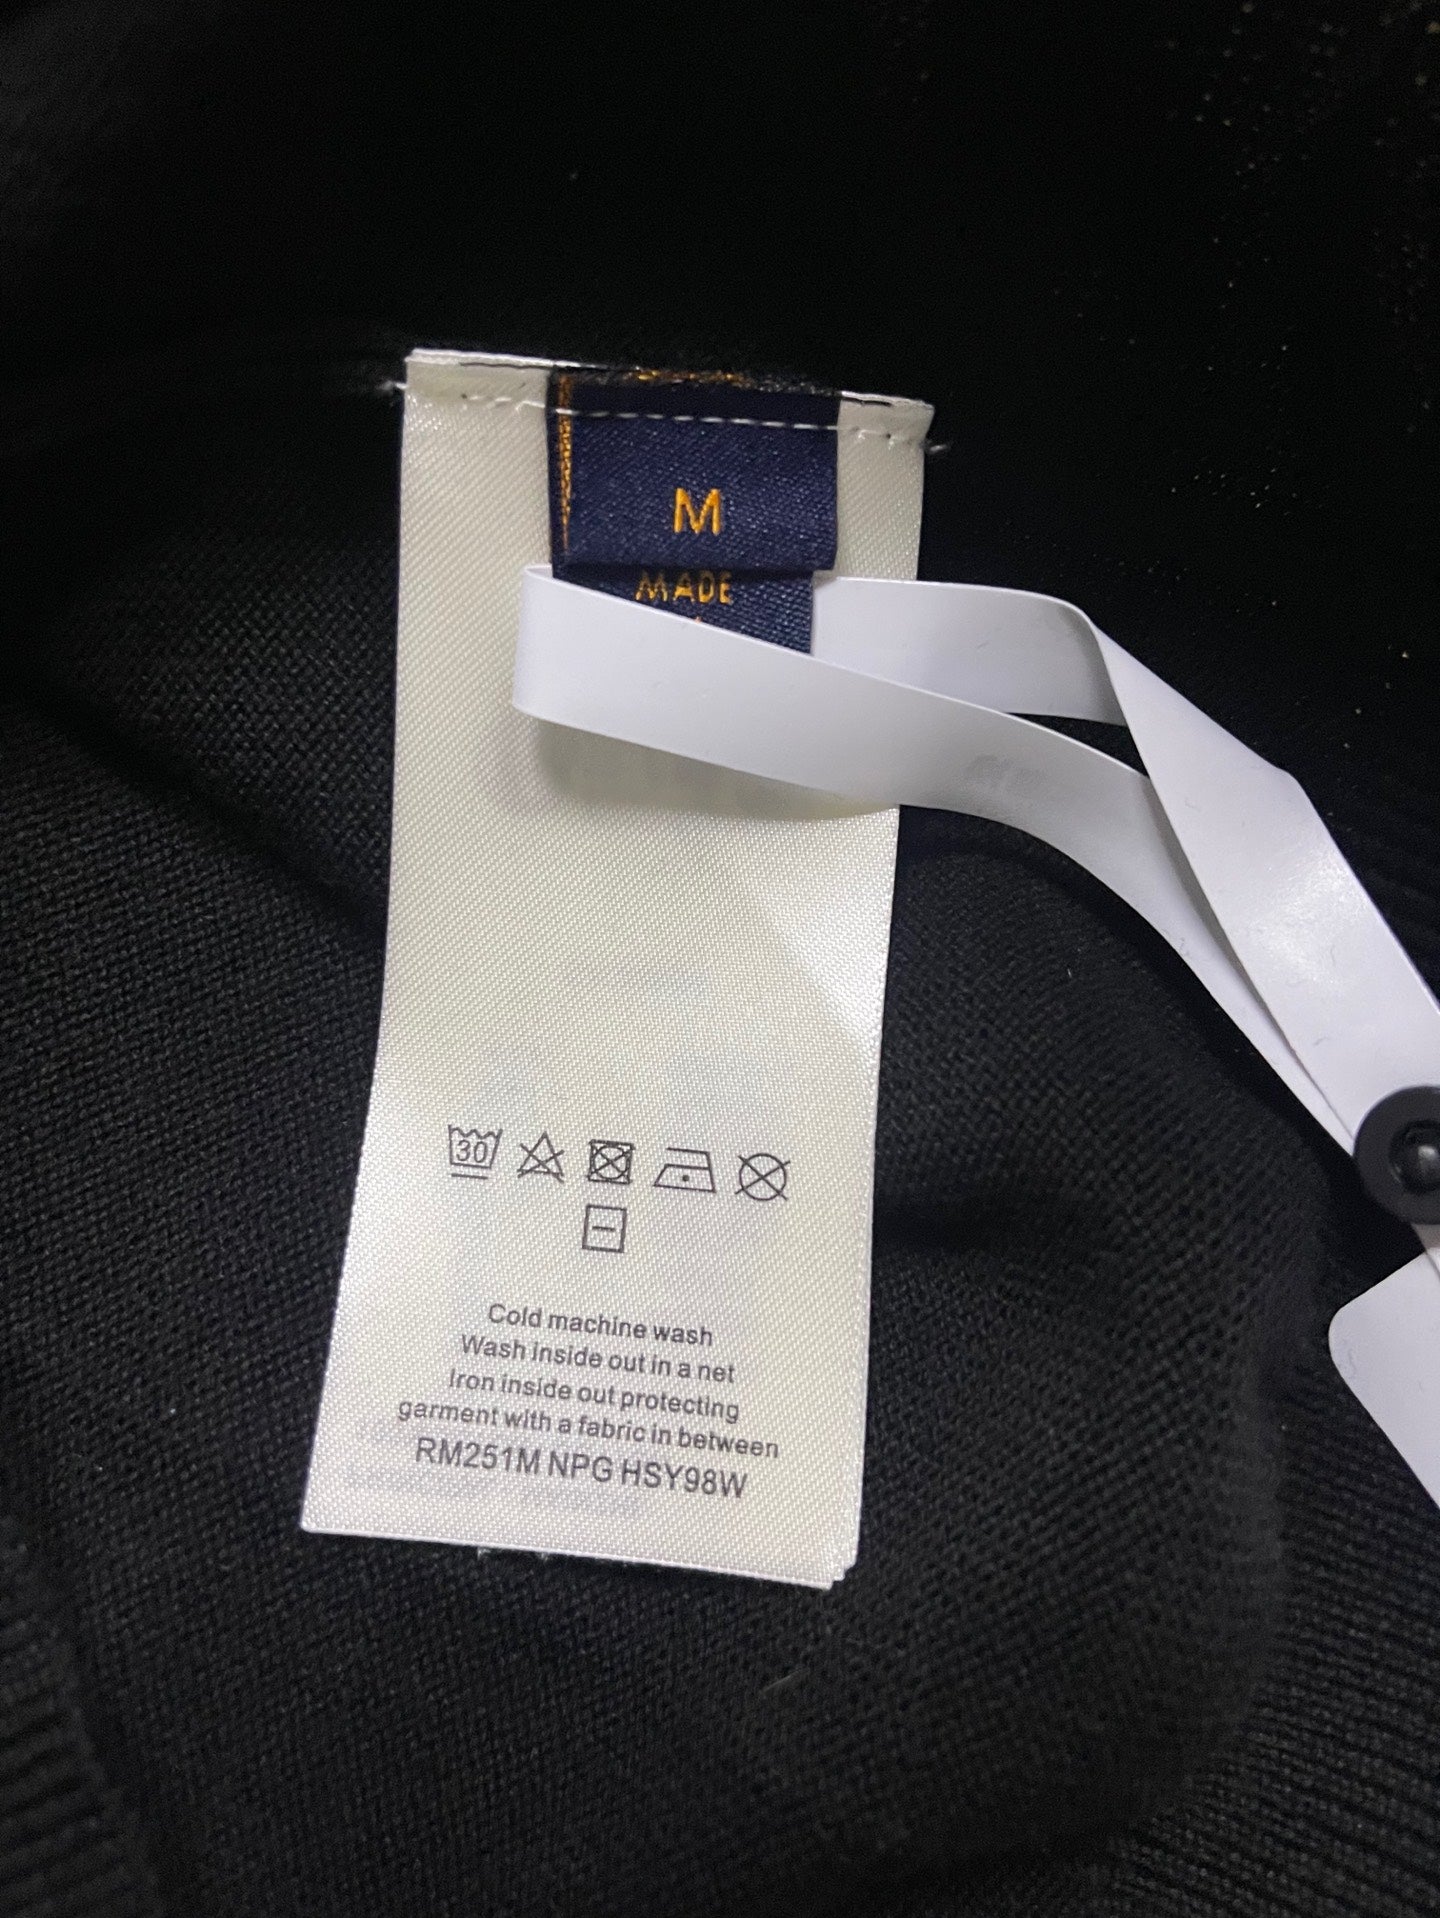 M
MADE
30
Cold machine wash
Wash inside out in a net
Iron inside out protecting
garment with a fabric in between
RM251M NPG HSY98W